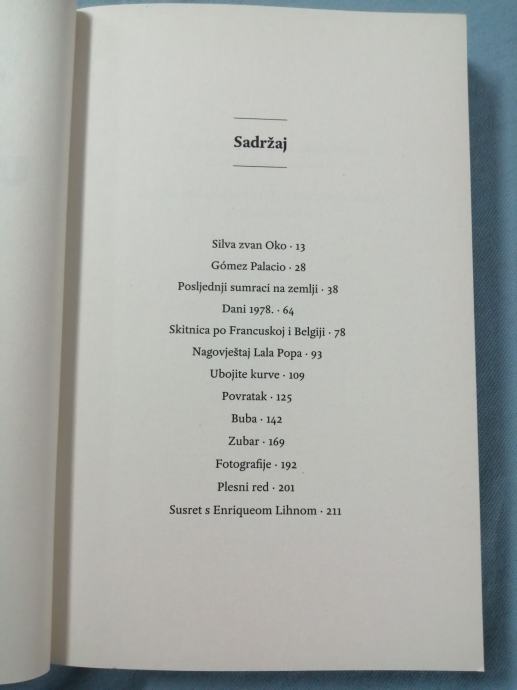 Sadržaj
Silva zvan Oko · 13
Gómez Palacio · 28
Posljednji sumraci na zemlji · 38
Dani 1978. · 64
Skitnica po Francuskoj i Belgiji · 78
Nagovještaj Lala Popa · 93
Ubojite kurve · 109
Povratak · 125
Buba · 142
Zubar · 169
Fotografije · 192
Plesni red · 201
Susret s Enriqueom Lihnom · 211